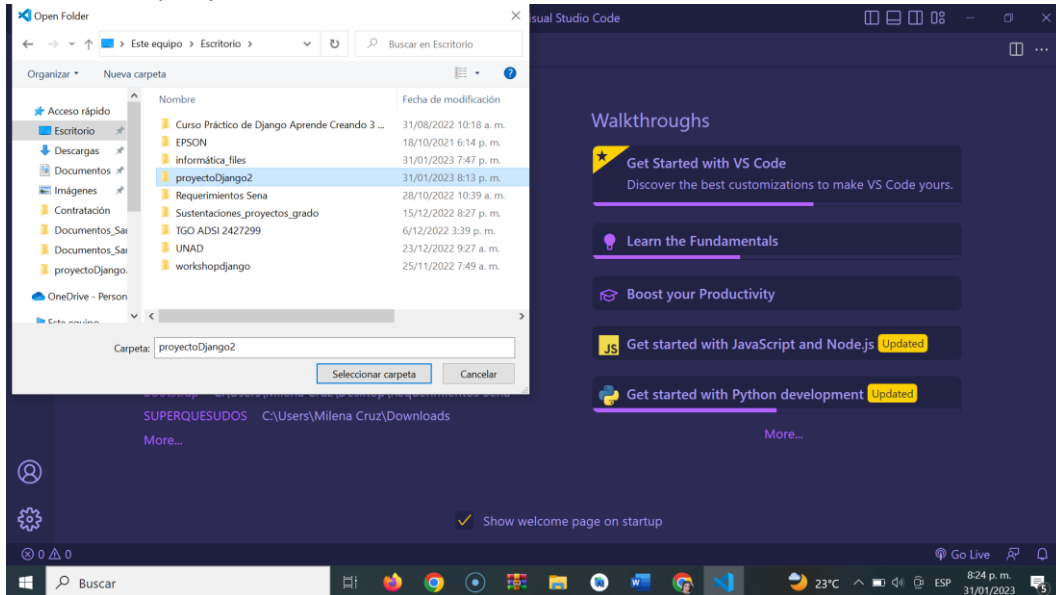 Open Folder
Visual Studio Code
Este equipo > Escritorio >
Buscar en Escritorio
Organizar
Nueva carpeta
Nombre
Fecha de modificación
Acceso rápido
Escritorio
Descargas
Documentos
Imágenes
Contratación
Documentos_Sa
Documentos_Sa
proyectoDjango.
OneDrive - Person
Este equipo
Curso Práctico de Django Aprende Creando 3 ... 31/08/2022 10:18 a. m.
EPSON 18/10/2021 6:14 p. m.
informática_files 31/01/2023 7:47 p. m.
proyectoDjango2 31/01/2023 8:13 p. m.
Requerimientos Sena 28/10/2022 10:39 a. m.
Sustentaciones_proyectos_grado 15/12/2022 8:27 p. m.
TGO ADSI 2427299 6/12/2022 3:39 p. m.
UNAD 23/12/2022 9:27 a. m.
workshopdjango 25/11/2022 7:49 a. m.
Carpeta: proyectoDjango2
Seleccionar carpeta
Cancelar
SUPERQUESUDOS C:\Users\Milena Cruz\Downloads
More...
Walkthroughs
Get Started with VS Code
Discover the best customizations to make VS Code yours.
Learn the Fundamentals
Boost your Productivity
JS
Get started with JavaScript and Node.js Updated
Get started with Python development Updated
More...
Show welcome page on startup
0 0
Go Live
Buscar
23°C
ESP
8:24 p. m.
31/01/2023
5